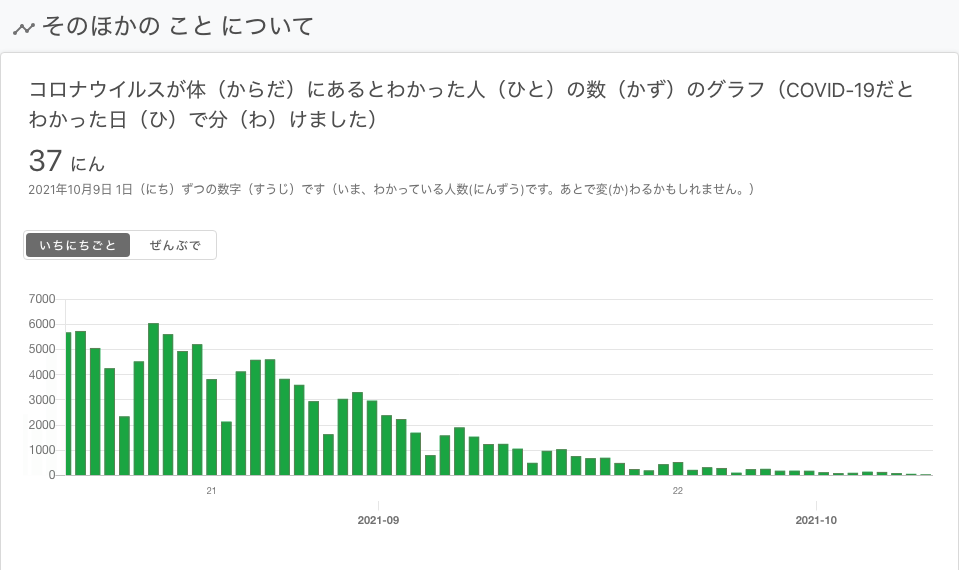 そのほかの こと について
コロナウイルスが体（からだ）にあるとわかった人（ひと）の数（かず）のグラフ（COVID-19だと
わかった日（ひ）で分（わ）けました）
37 にん
2021年10月9日 1日（にち）ずつの数字（すうじ）です（いま、わかっている人数(にんずう)です。あとで変(か)わるかもしれません。）
いちにちごと ぜんぶで
7000
6000
5000
4000
3000
2000
1000
0
21 22
2021-09 2021-10